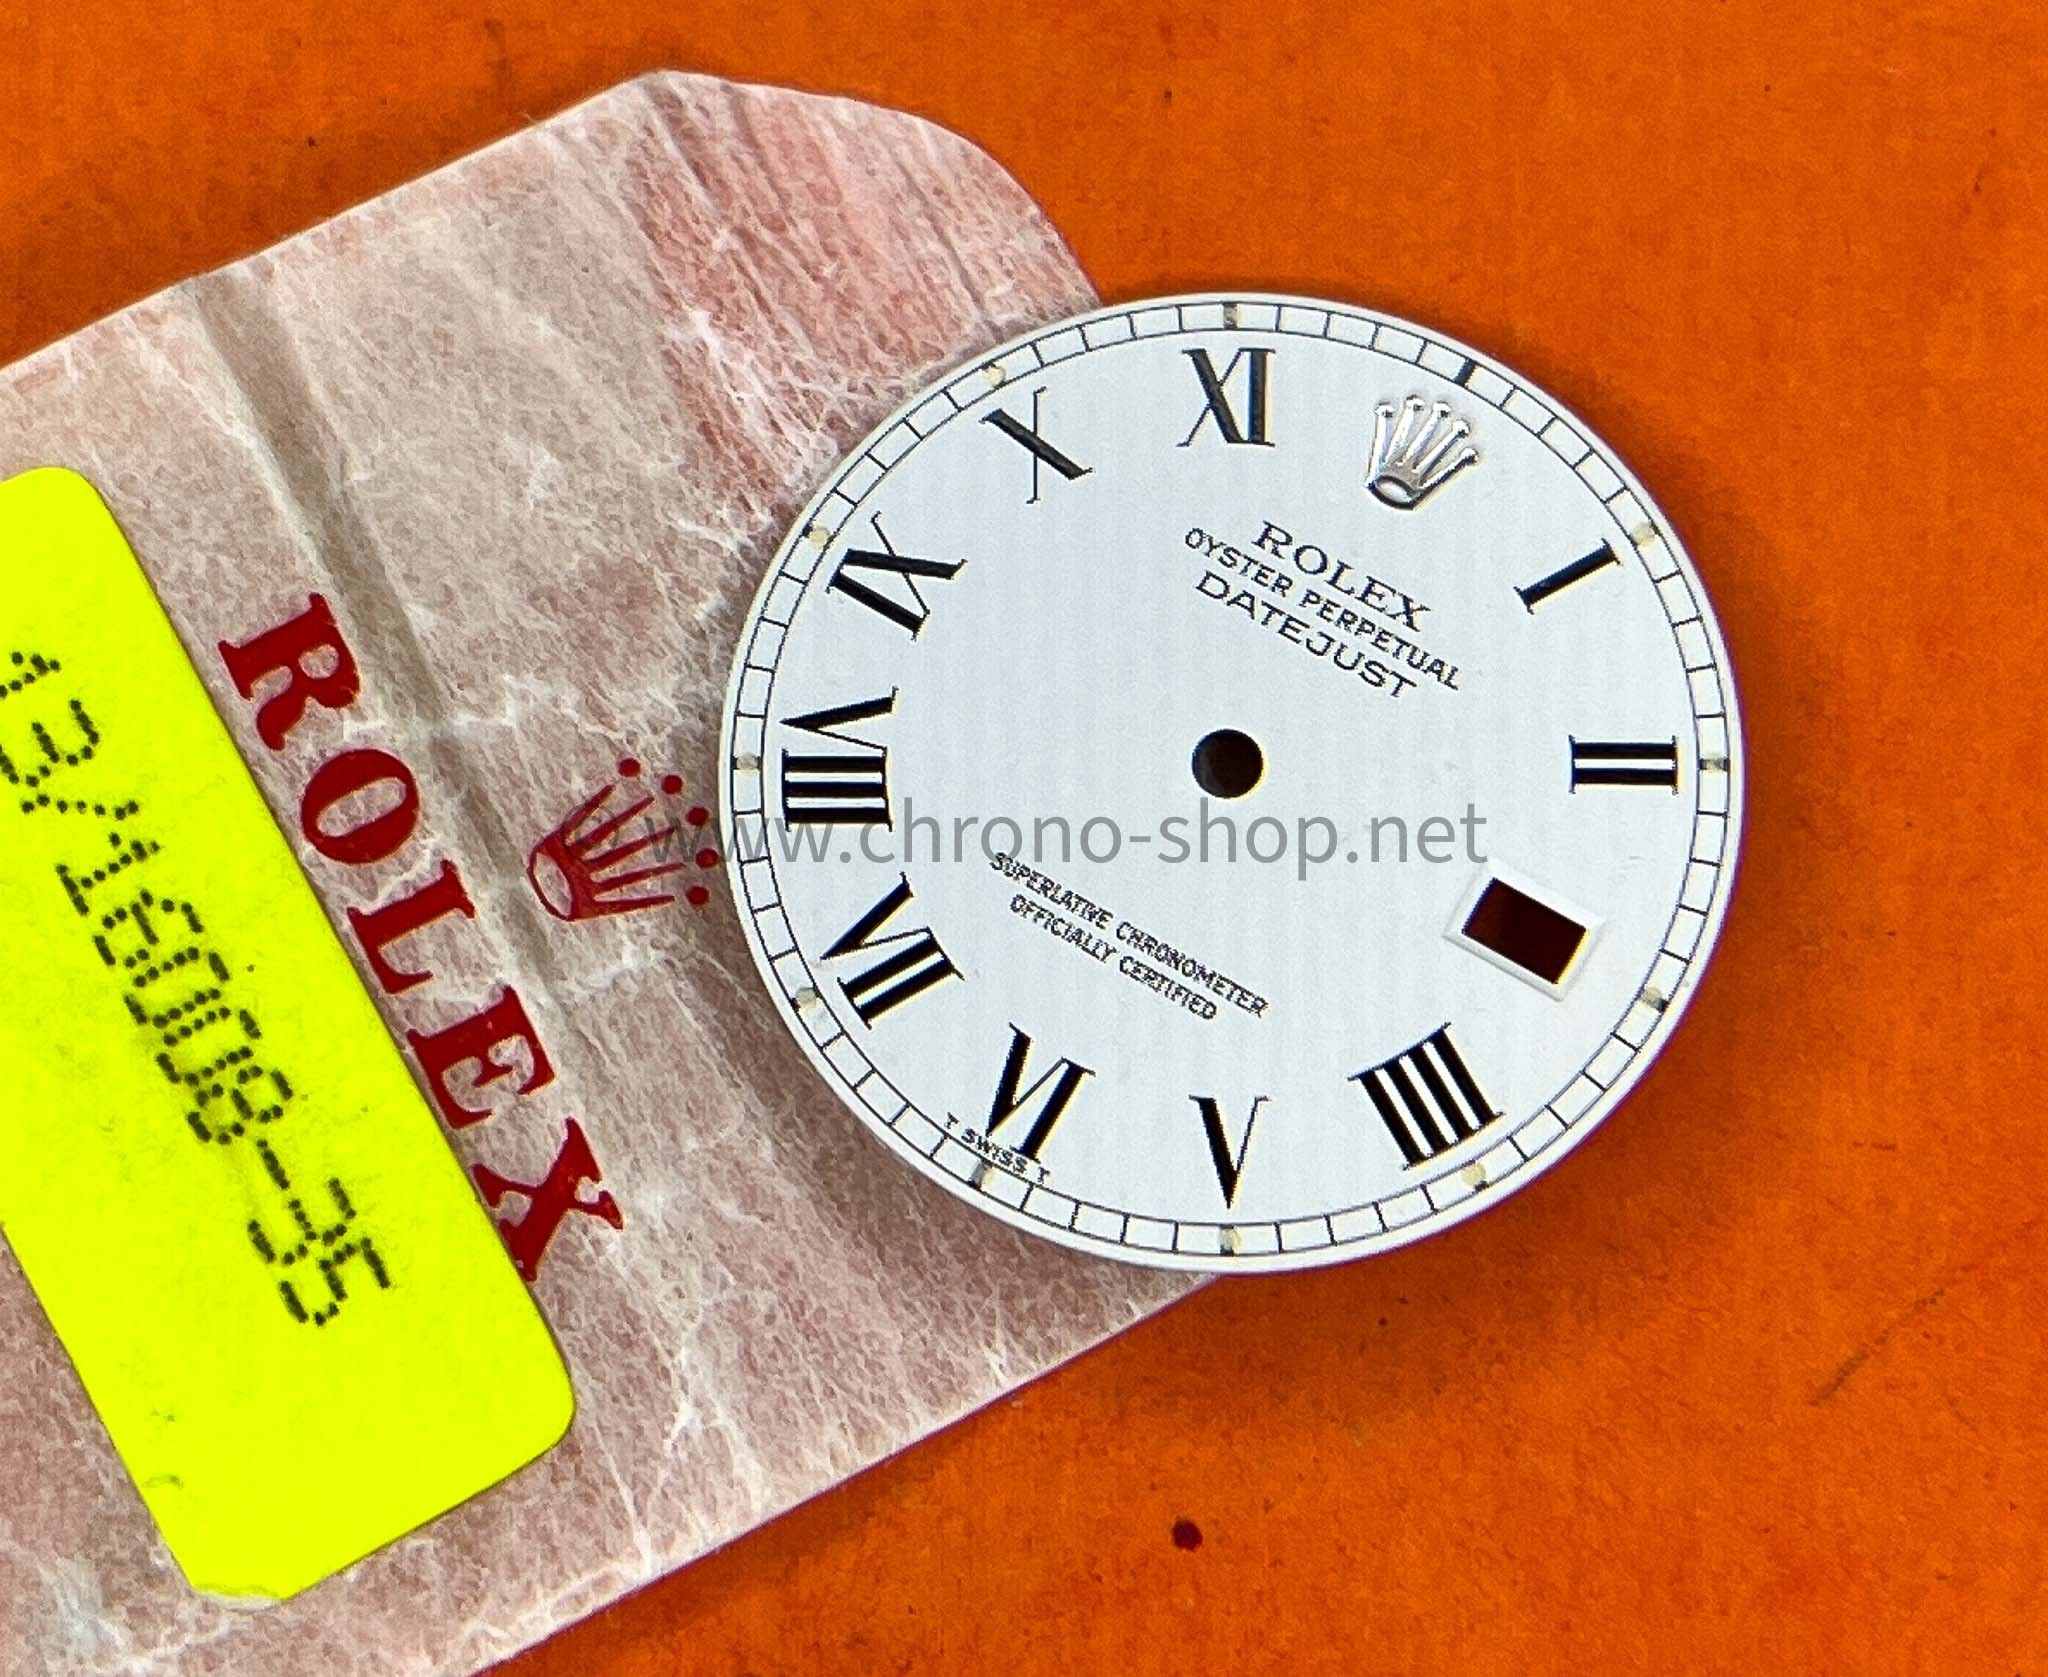 13/16008-35
ROLEX
XI
I
II
IIII
V
VI
VII
VIII
IX
X
ROLEX
OYSTER PERPETUAL
DATEJUST
SUPERLATIVE CHRONOMETER
OFFICIALLY CERTIFIED
T SWISS T
©www.chrono-shop.net